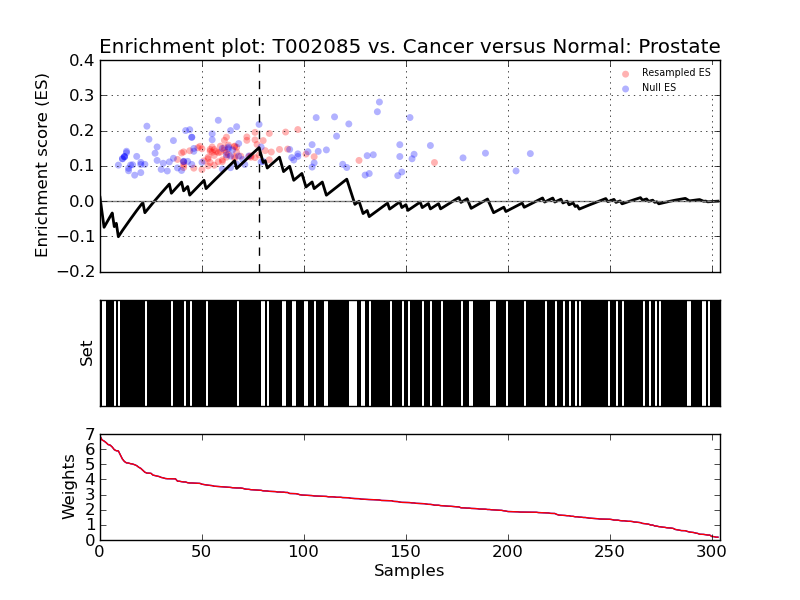 Enrichment plot: T002085 vs. Cancer versus Normal: Prostate
0.4
0.3
0.2
0.1
0.0
−0.1
−0.2
Enrichment score (ES)
Resampled ES
Null ES
Set
7
6
5
4
3
2
1
0
Weights
0 50 100 150 200 250 300
Samples